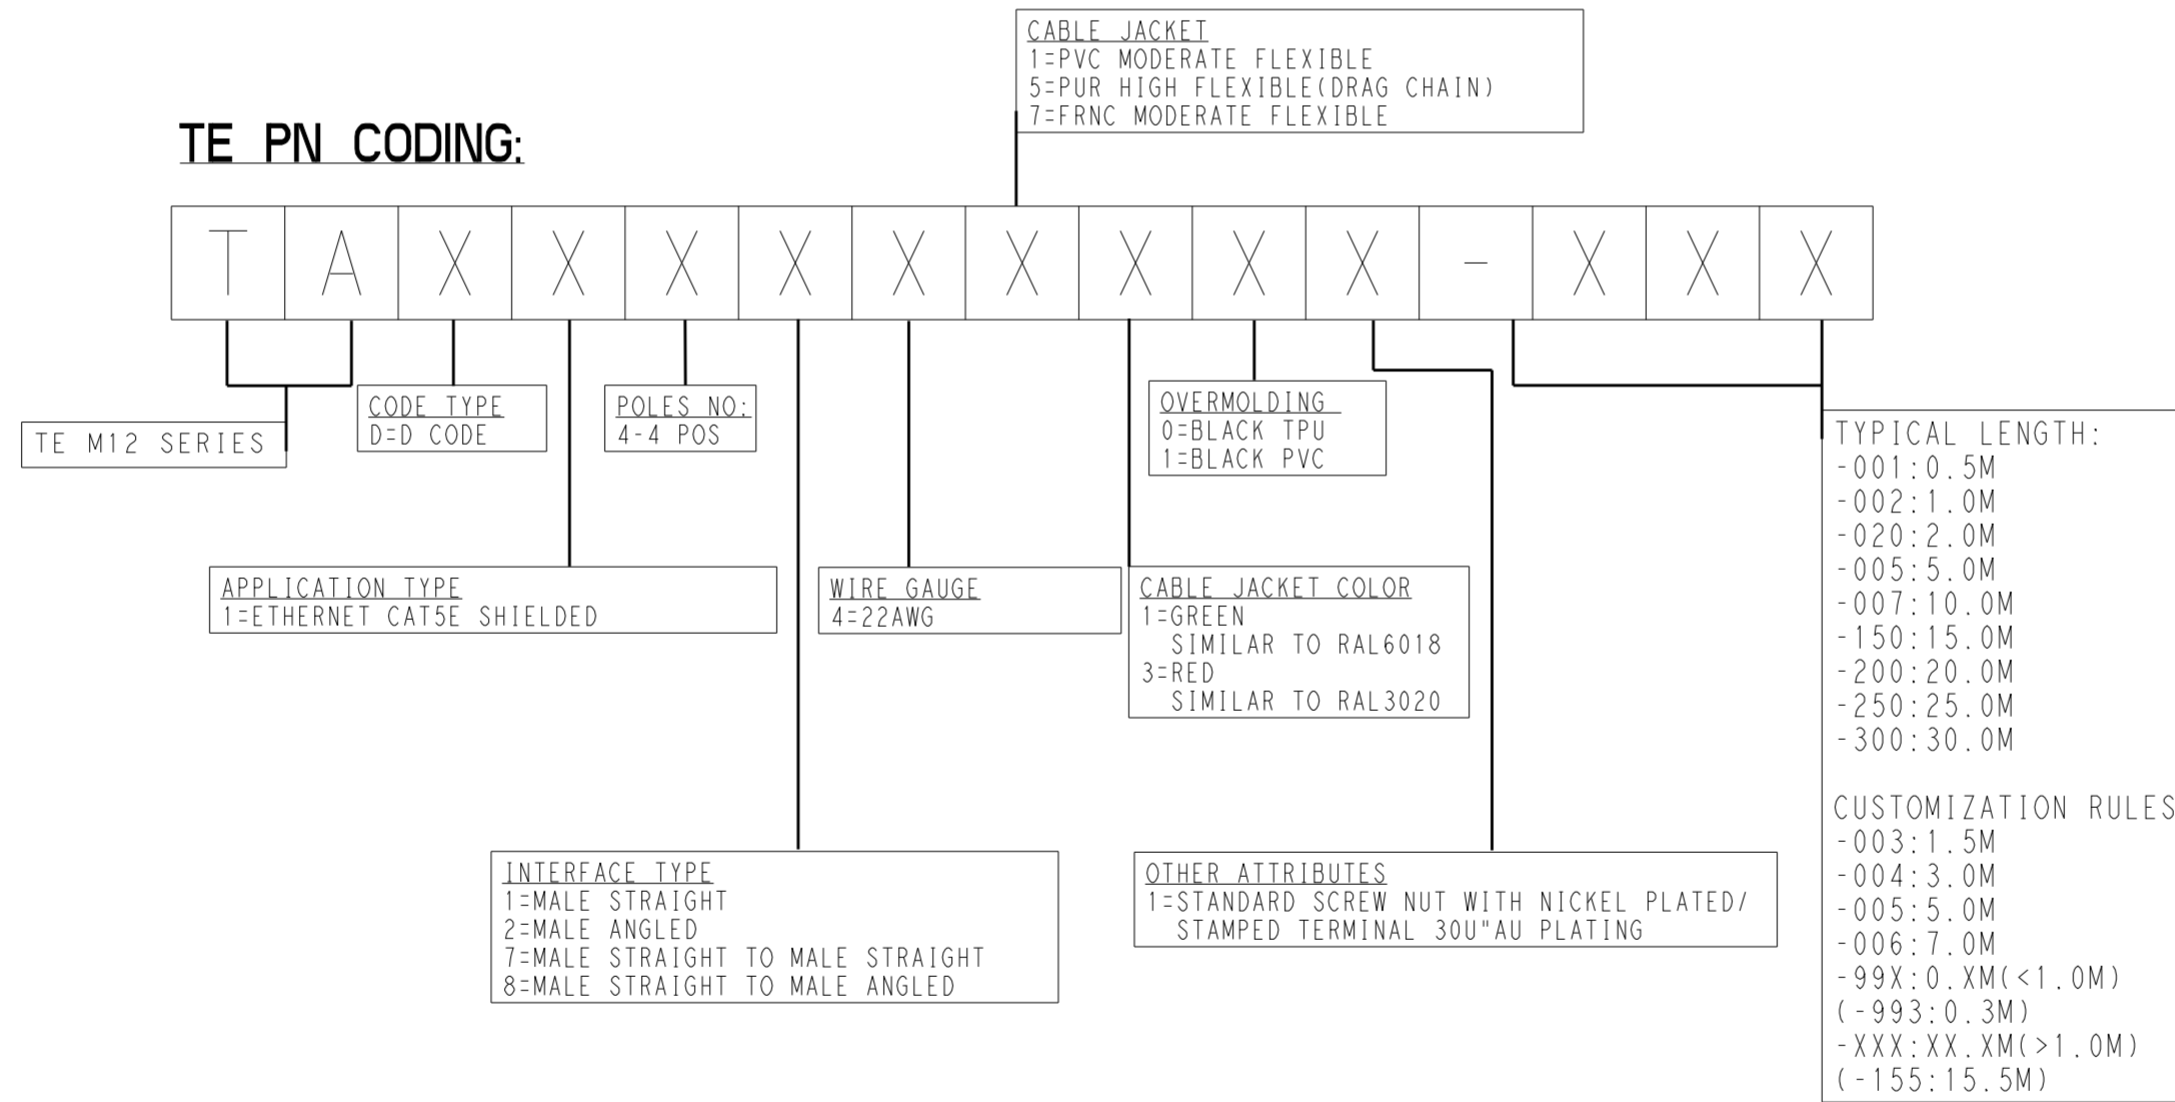 CABLE JACKET
1=PVC MODERATE FLEXIBLE
5=PUR HIGH FLEXIBLE(DRAG CHAIN)
7=FRNC MODERATE FLEXIBLE
TE PN CODING:
T A X X X X X X X X X - X X X
TE M12 SERIES
CODE TYPE
D=D CODE
POLES NO:
4-4 POS
OVERMOLDING
0=BLACK TPU
1=BLACK PVC
APPLICATION TYPE
1=ETHERNET CAT5E SHIELDED
WIRE GAUGE
4=22AWG
CABLE JACKET COLOR
1=GREEN
SIMILAR TO RAL6018
3=RED
SIMILAR TO RAL3020
INTERFACE TYPE
1=MALE STRAIGHT
2=MALE ANGLED
7=MALE STRAIGHT TO MALE STRAIGHT
8=MALE STRAIGHT TO MALE ANGLED
OTHER ATTRIBUTES
1=STANDARD SCREW NUT WITH NICKEL PLATED/
STAMPED TERMINAL 30U"AU PLATING
TYPICAL LENGTH:
-001:0.5M
-002:1.0M
-020:2.0M
-005:5.0M
-007:10.0M
-150:15.0M
-200:20.0M
-250:25.0M
-300:30.0M
CUSTOMIZATION RULES
-003:1.5M
-004:3.0M
-005:5.0M
-006:7.0M
-99X:0.XM(<1.0M)
(-993:0.3M)
-XXX:XX.XM(>1.0M)
(-155:15.5M)